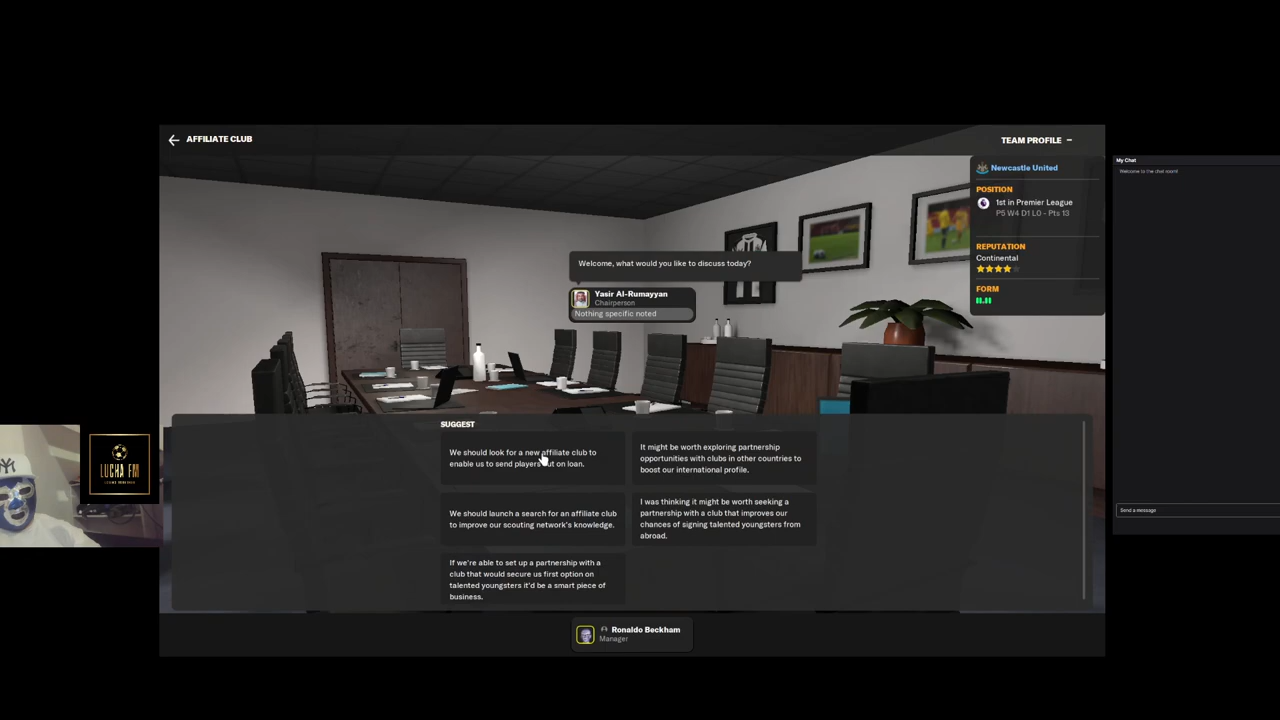 AFFILIATE CLUB
TEAM PROFILE
Newcastle United
POSITION
1st in Premier League
P5 W4 D1 L0 - Pts 13
REPUTATION
Continental
FORM
Welcome, what would you like to discuss today?
Yasir Al-Rumayyan
Chairperson
Nothing specific noted
SUGGEST
We should look for a new affiliate club to
enable us to send players out on loan.
It might be worth exploring partnership
opportunities with clubs in other countries to
boost our international profile.
We should launch a search for an affiliate club
to improve our scouting network's knowledge.
I was thinking it might be worth seeking a
partnership with a club that improves our
chances of signing talented youngsters from
abroad.
If we're able to set up a partnership with a
club that would secure us first option on
talented youngsters it'd be a smart piece of
business.
Ronaldo Beckham
Manager
LUCHA FM
My Chat
Welcome to the chat room!
Send a message